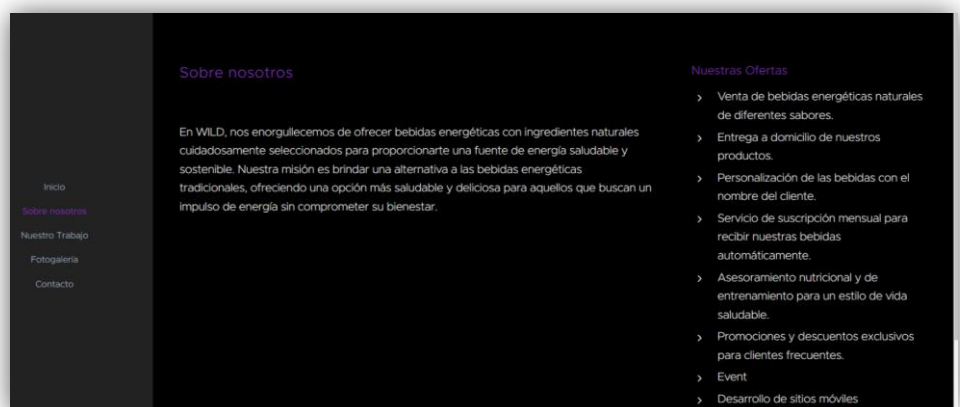 Inicio
Sobre nosotros
Nuestro Trabajo
Fotogalería
Contacto
Sobre nosotros
En WILD, nos enorgullecemos de ofrecer bebidas energéticas con ingredientes naturales
cuidadosamente seleccionados para proporcionarte una fuente de energía saludable y
sostenible. Nuestra misión es brindar una alternativa a las bebidas energéticas
tradicionales, ofreciendo una opción más saludable y deliciosa para aquellos que buscan un
impulso de energía sin comprometer su bienestar.
Nuestras Ofertas
Venta de bebidas energéticas naturales
de diferentes sabores.
Entrega a domicilio de nuestros
productos.
Personalización de las bebidas con el
nombre del cliente.
Servicio de suscripción mensual para
recibir nuestras bebidas
automáticamente.
Asesoramiento nutricional y de
entrenamiento para un estilo de vida
saludable.
Promociones y descuentos exclusivos
para clientes frecuentes.
Event
Desarrollo de sitios móviles